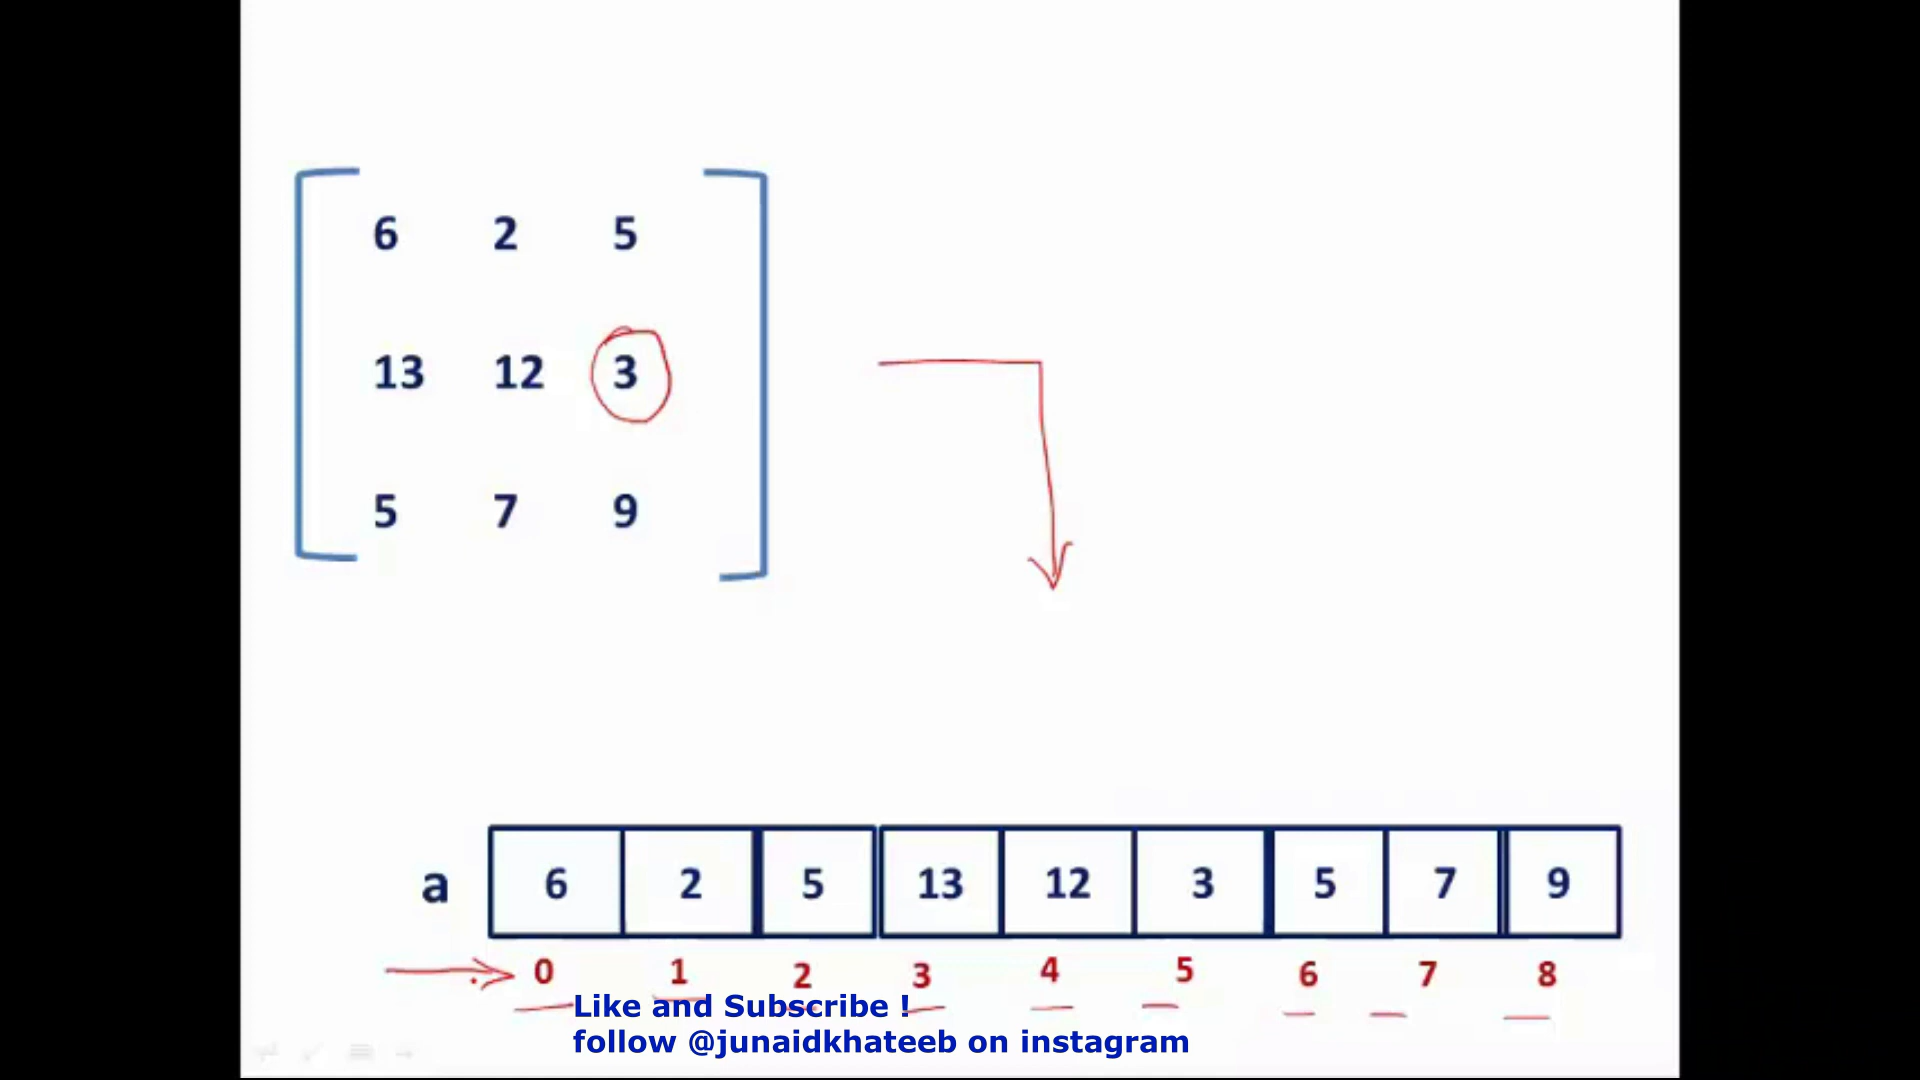 6 2 5
13 12 3
5 7 9
a 6 2 5 13 12 3 5 7 9
0 1 2 3 4 5 6 7 8
Like and Subscribe !
follow @junaidkhateeb on instagram